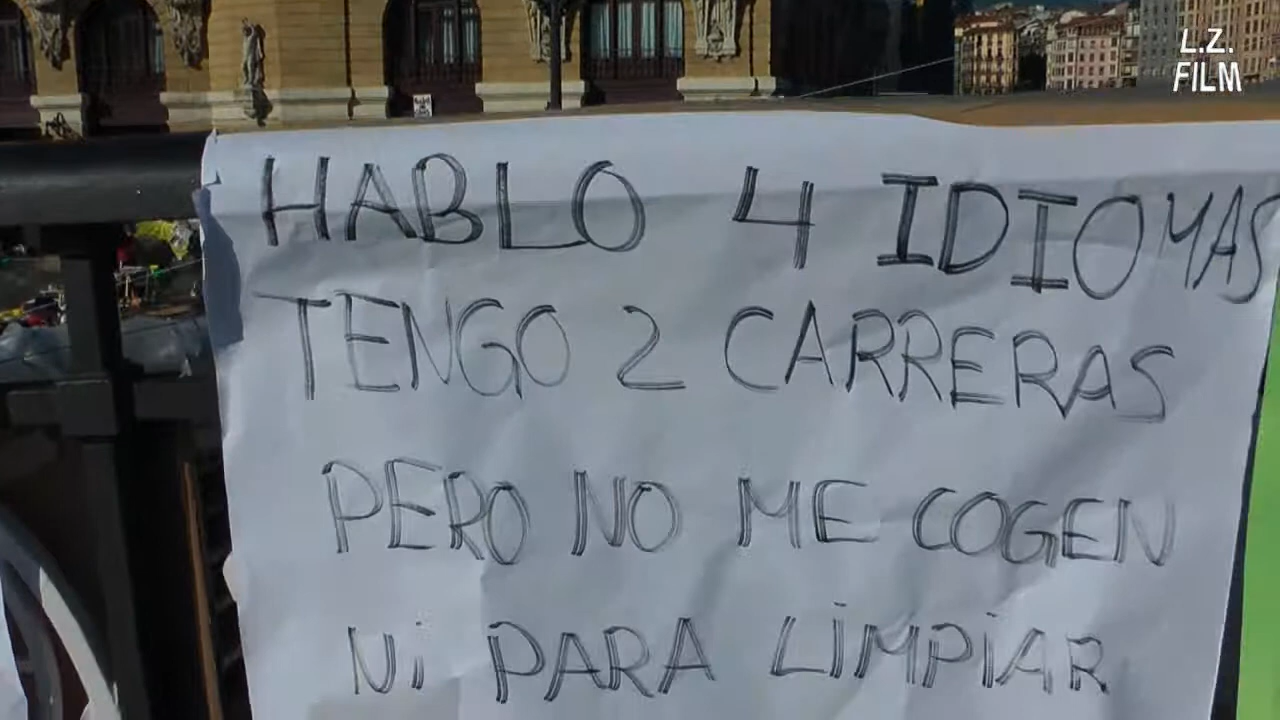 L.Z.
FILM
HABLO 4 IDIOMAS
TENGO 2 CARRERAS
PERO NO ME COGEN
Ni PARA LiMPiAR